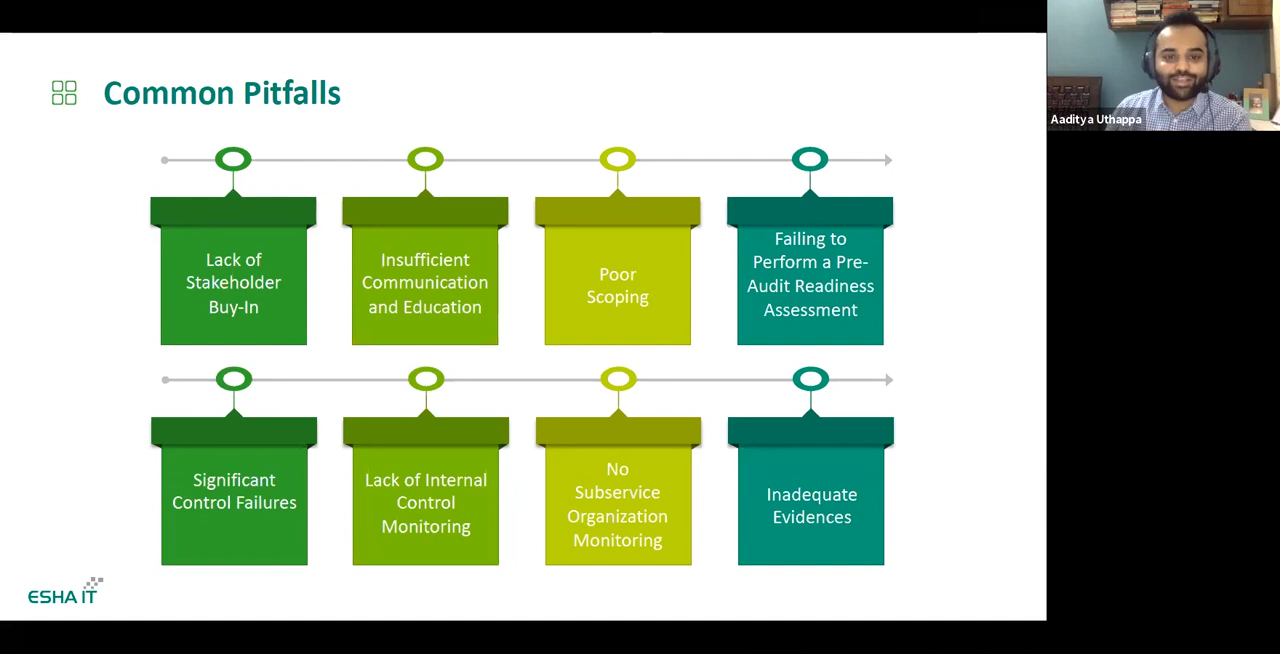 Common Pitfalls
Aaditya Uthappa
Lack of
Stakeholder
Buy-In
Insufficient
Communication
and Education
Poor
Scoping
Failing to
Perform a Pre-
Audit Readiness
Assessment
Significant
Control Failures
Lack of Internal
Control
Monitoring
No
Subservice
Organization
Monitoring
Inadequate
Evidences
ESHA IT